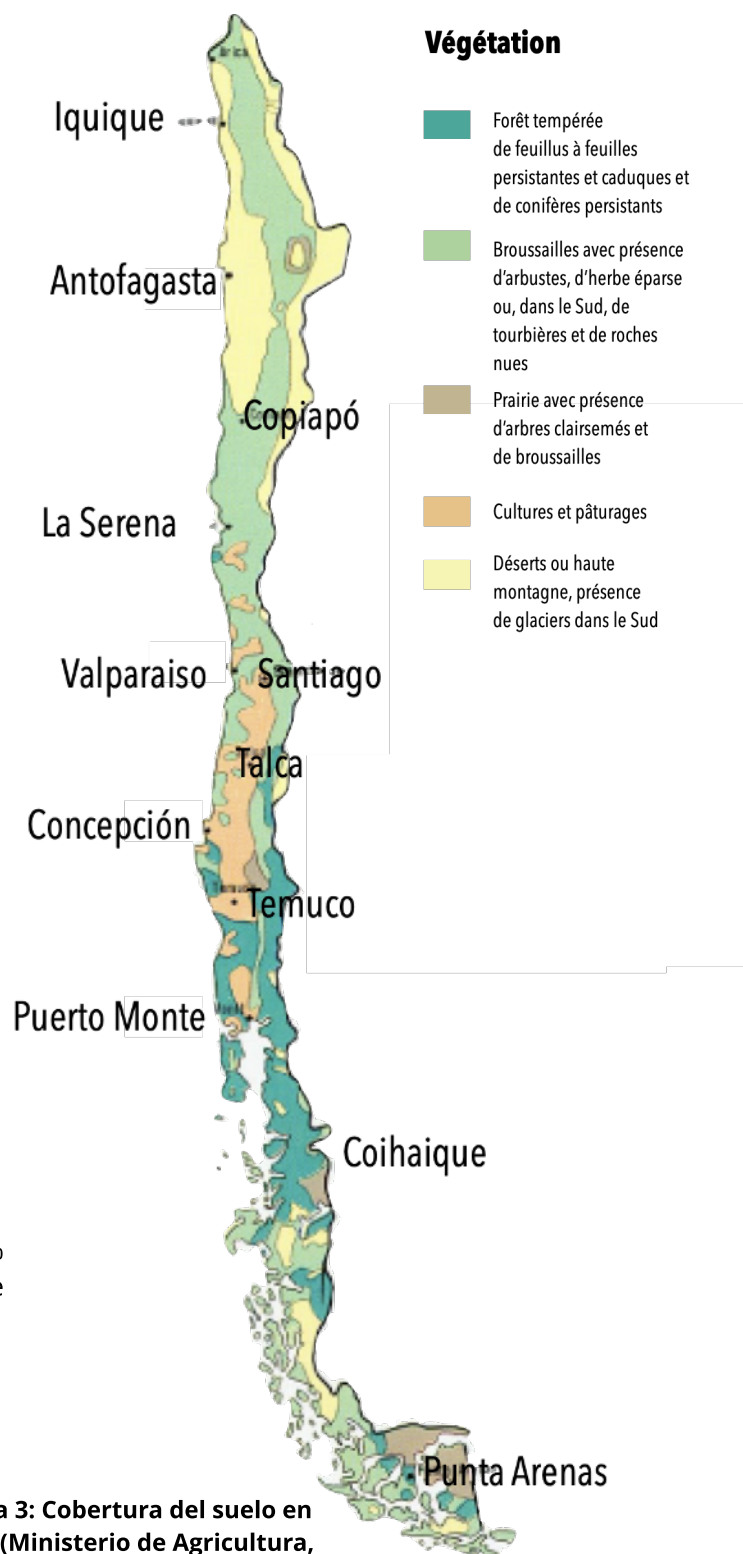 Végétation
Forêt tempérée
de feuillus à feuilles
persistantes et caduques et
de conifères persistants
Broussailles avec présence
d'arbustes, d'herbe éparse
ou, dans le Sud, de
tourbières et de roches
nues
Prairie avec présence
d'arbres clairsemés et
de broussailles
Cultures et pâturages
Déserts ou haute
montagne, présence
de glaciers dans le Sud
Arica
Iquique
Antofagasta
Copiapó
La Serena
Valparaiso
Santiago
Talca
Concepción
Temuco
Puerto Monte
Coihaique
Punta Arenas
o
e
a 3: Cobertura del suelo en
(Ministerio de Agricultura,